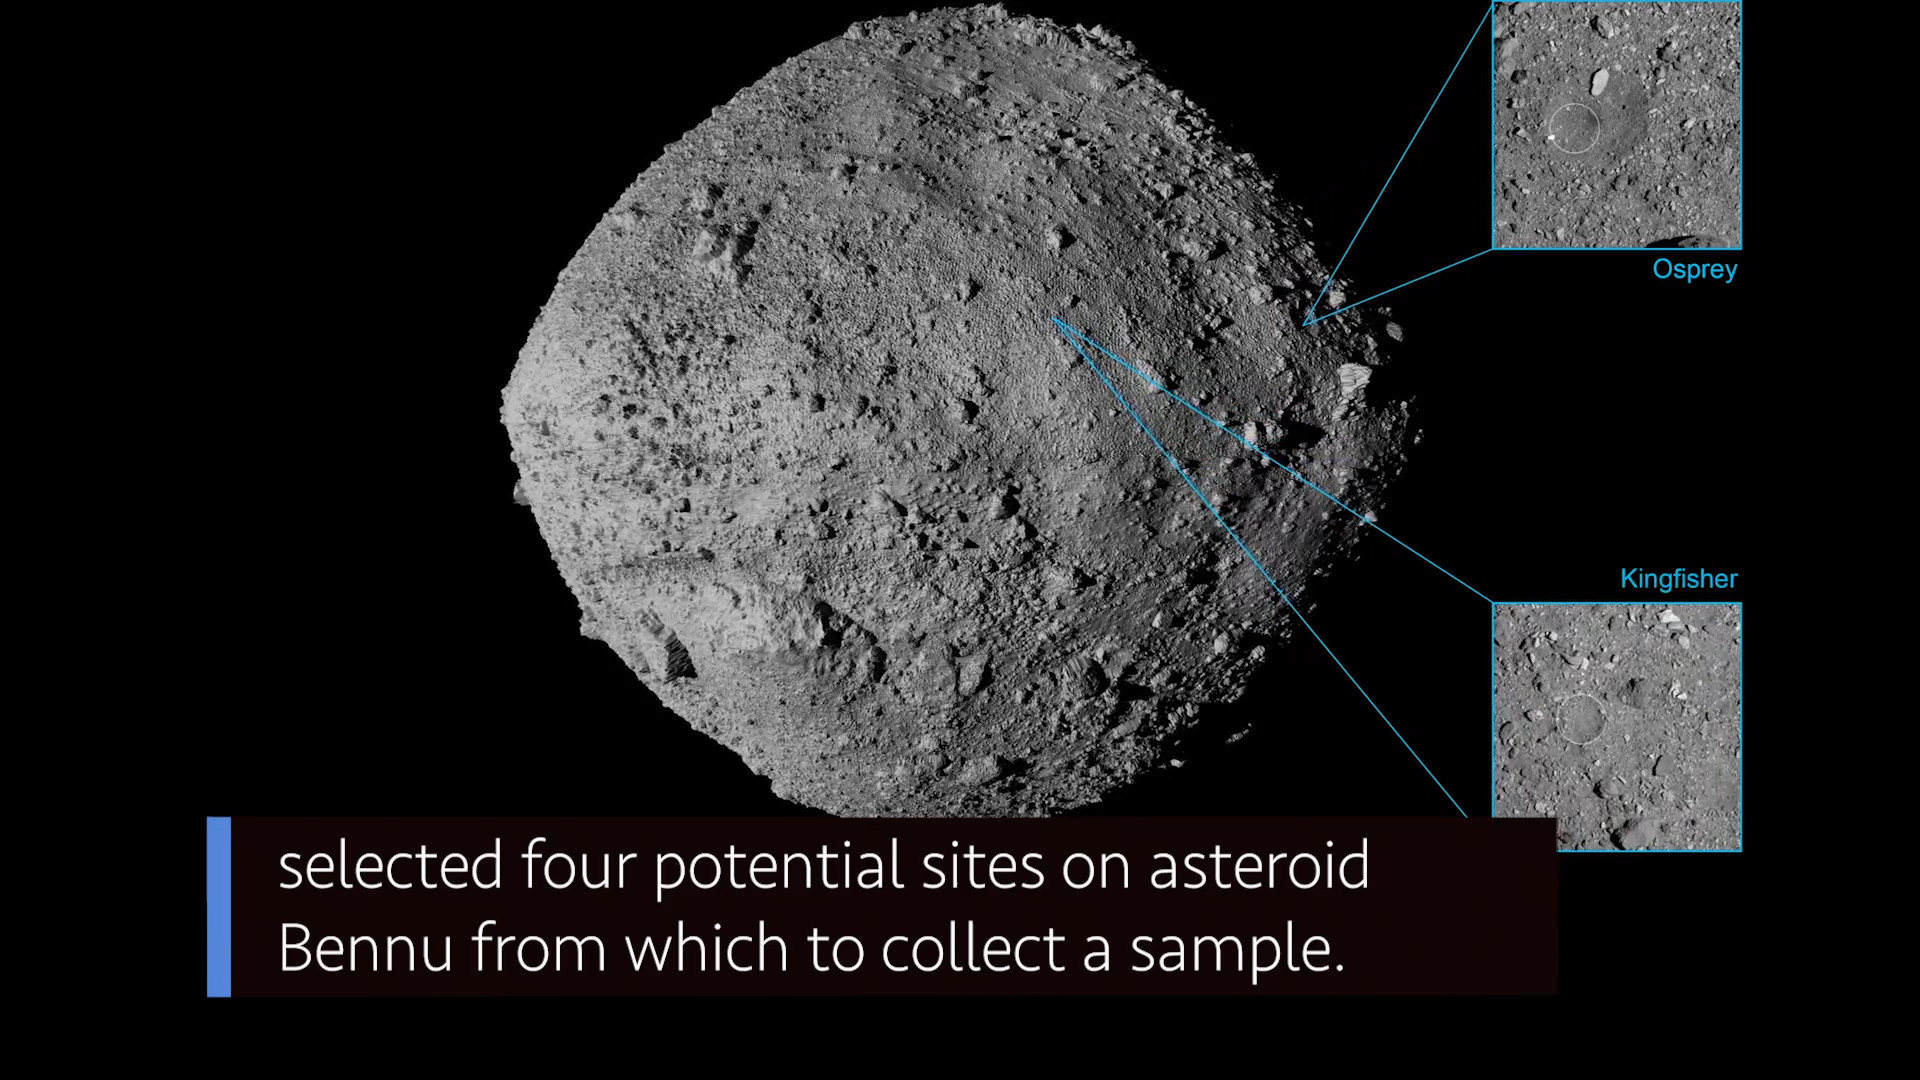 Osprey
Kingfisher
selected four potential sites on asteroid
Bennu from which to collect a sample.